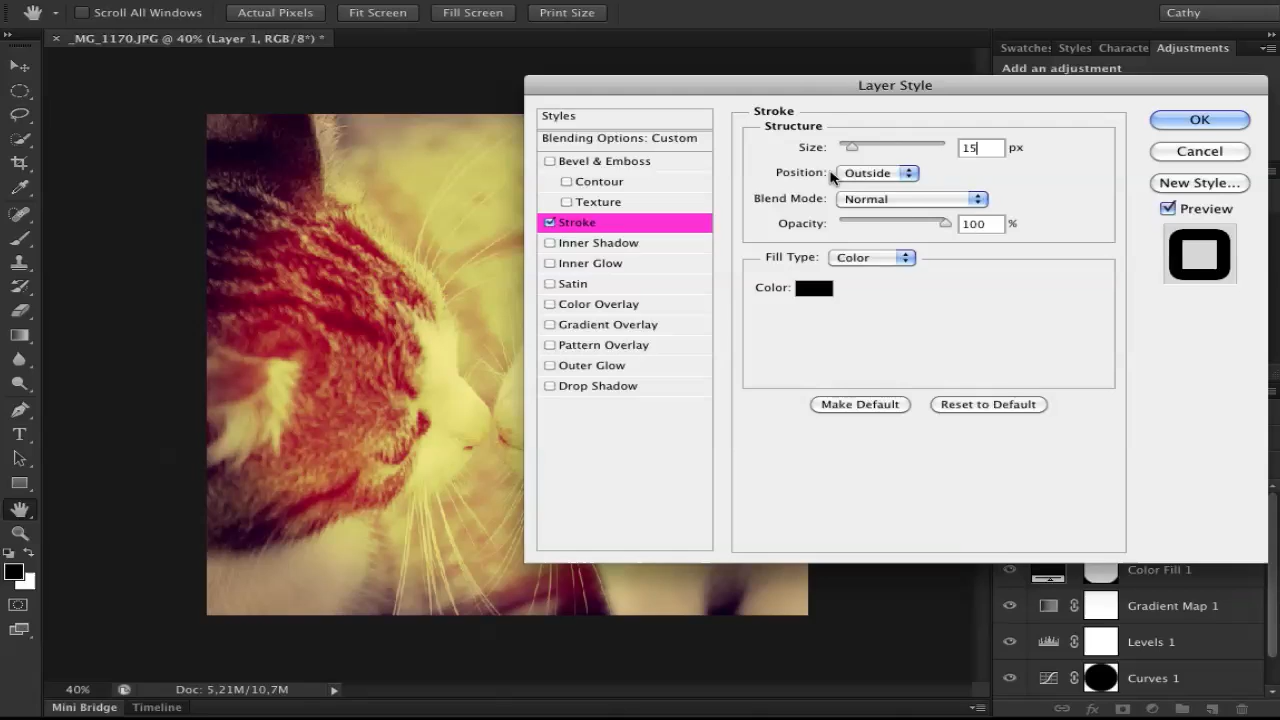 Scroll All Windows Actual Pixels Fit Screen Fill Screen Print Size Cathy
× _MG_1170.JPG @ 40% (Layer 1, RGB/8*) *
Swatches Styles Characte Adjustments
Add an adjustment
Layer Style
Styles
Blending Options: Custom
Bevel & Emboss
Contour
Texture
Stroke
Inner Shadow
Inner Glow
Satin
Color Overlay
Gradient Overlay
Pattern Overlay
Outer Glow
Drop Shadow
Stroke
Structure
Size: 15 px
Position: Outside
Blend Mode: Normal
Opacity: 100 %
Fill Type: Color
Color:
Make Default Reset to Default
OK
Cancel
New Style...
Preview
T
Color Fill 1
Gradient Map 1
Levels 1
Curves 1
fx
40% Doc: 5,21M/10,7M
Mini Bridge Timeline